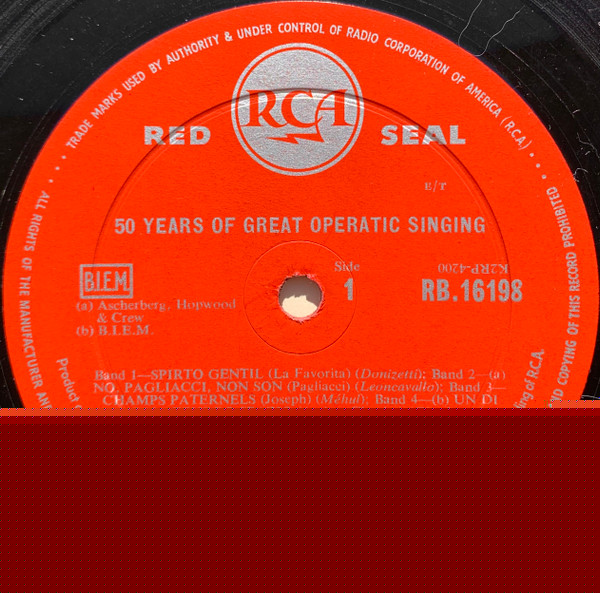 TRADE MARKS USED BY AUTHORITY & UNDER CONTROL OF RADIO CORPORATION OF AMERICA (R.C.A.)
RCA
RED SEAL
E/T
50 YEARS OF GREAT OPERATIC SINGING
B.I.E.M. Side K2RP-4200
1 RB.16198
(a) Ascherberg, Hopwood
& Crew
(b) B.I.E.M.
Band 1—SPIRTO GENTIL (La Favorita) (Donizetti); Band 2—(a)
NO, PAGLIACCI, NON SON (Pagliacci) (Leoncavallo); Band 3—
CHAMPS PATERNELS (Joseph) (Méhul); Band 4—(b) UN DI
ALL RIGHTS OF THE MANUFACTURER AND
COPYING OF THIS RECORD PROHIBITED
of R.C.A.